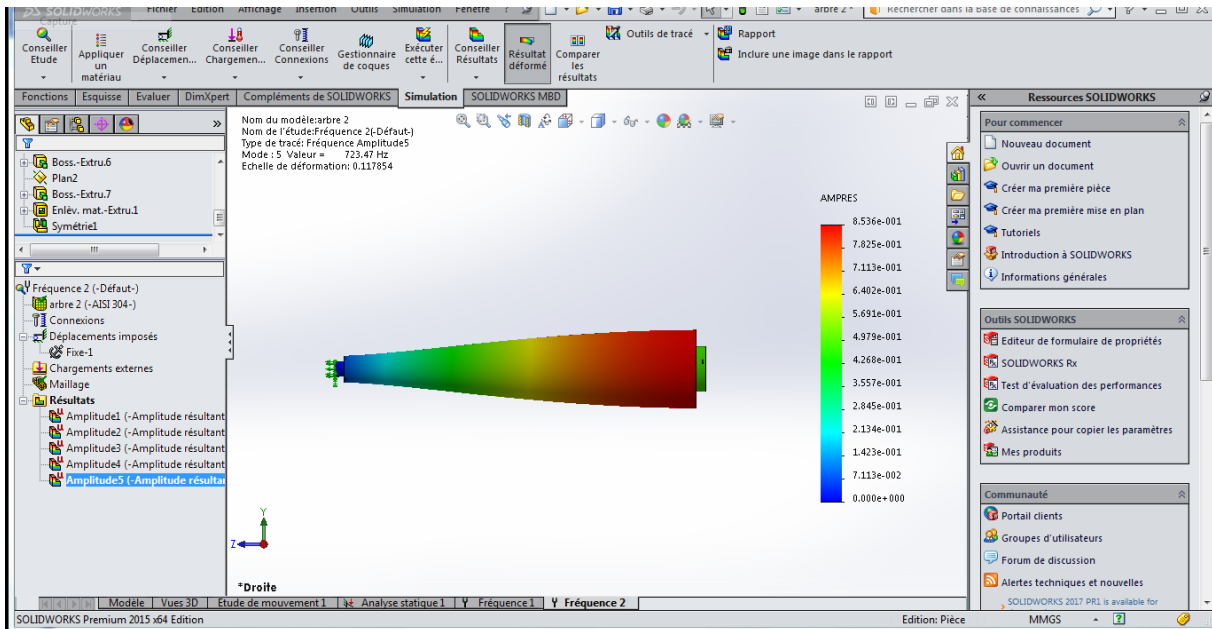 SOLIDWORKS Fichier Edition Affichage Insertion Outils Simulation Fenêtre ? arbre 2 * Rechercher dans la base de connaissances
Capture
Conseiller Etude
Appliquer un matériau
Conseiller Déplacemen...
Conseiller Chargemen...
Conseiller Connexions
Gestionnaire de coques
Exécuter cette é...
Conseiller Résultats
Résultat déformé
Comparer les résultats
Outils de tracé
Rapport
Inclure une image dans le rapport
Fonctions Esquisse Evaluer DimXpert Compléments de SOLIDWORKS Simulation SOLIDWORKS MBD
Boss.-Extru.6
Plan2
Boss.-Extru.7
Enlèv. mat.-Extru.1
Symétrie1
Fréquence 2 (-Défaut-)
arbre 2 (-AISI 304-)
Connexions
Déplacements imposés
Fixe-1
Chargements externes
Maillage
Résultats
Amplitude1 (-Amplitude résultant
Amplitude2 (-Amplitude résultant
Amplitude3 (-Amplitude résultant
Amplitude4 (-Amplitude résultant
Amplitude5 (-Amplitude résultan
Nom du modèle:arbre 2
Nom de l'étude:Fréquence 2(-Défaut-)
Type de tracé: Fréquence Amplitude5
Mode : 5 Valeur = 723.47 Hz
Echelle de déformation: 0.117854
AMPRES
8.536e-001
7.825e-001
7.113e-001
6.402e-001
5.691e-001
4.979e-001
4.268e-001
3.557e-001
2.845e-001
2.134e-001
1.423e-001
7.113e-002
0.000e+000
Y
Z
*Droite
Ressources SOLIDWORKS
Pour commencer
Nouveau document
Ouvrir un document
Créer ma première pièce
Créer ma première mise en plan
Tutoriels
Introduction à SOLIDWORKS
Informations générales
Outils SOLIDWORKS
Editeur de formulaire de propriétés
SOLIDWORKS Rx
Test d'évaluation des performances
Comparer mon score
Assistance pour copier les paramètres
Mes produits
Communauté
Portail clients
Groupes d'utilisateurs
Forum de discussion
Alertes techniques et nouvelles
SOLIDWORKS 2017 PR1 is available for
Modèle Vues 3D Etude de mouvement 1 Analyse statique 1 Fréquence 1 Fréquence 2
SOLIDWORKS Premium 2015 x64 Edition Edition: Pièce MMGS